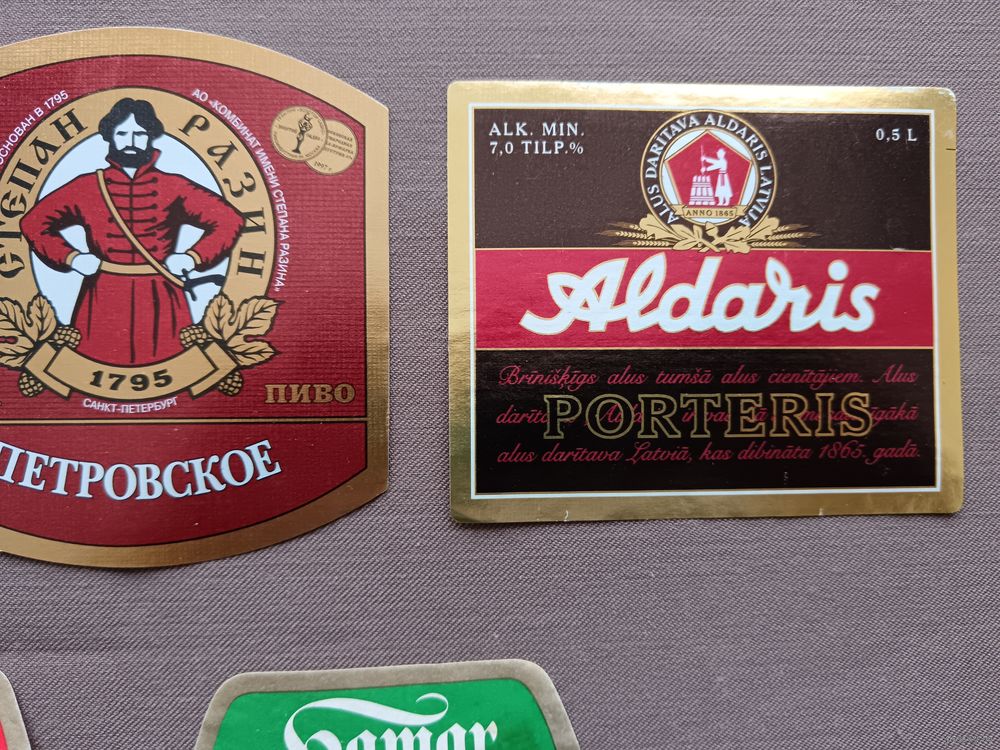 ОСНОВАН В 1795
АО «КОМБИНАТ ИМЕНИ СТЕПАНА РАЗИНА»
СТЕПАН РАЗИН
1997 г.
1795
САНКТ-ПЕТЕРБУРГ
ПИВО
ПЕТРОВСКОЕ
ALK. MIN.
7,0 TILP.%
0,5 L
ALUS DARITAVA ALDARIS LATVIJA
ANNO 1865
Aldaris
Brīnišķīgs alus tumšā alus cienītājiem. Alus
PORTERIS
alus darītava Latvijā, kas dibināta 1865. gadā.